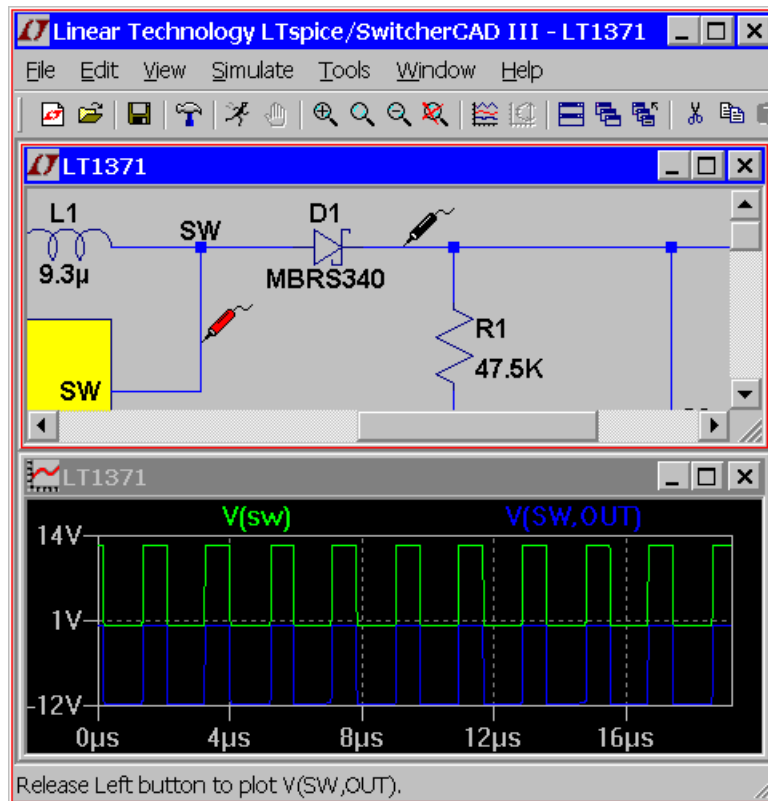 Linear Technology LTspice/SwitcherCAD III - LT1371
File Edit View Simulate Tools Window Help
LT1371
L1
SW
D1
9.3µ
MBRS340
R1
47.5K
SW
LT1371
V(sw) V(SW,OUT)
14V
1V
-12V
0µs 4µs 8µs 12µs 16µs
Release Left button to plot V(SW,OUT).